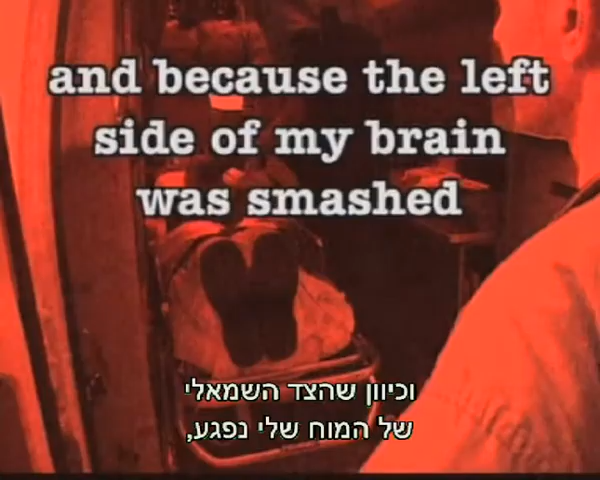 and because the left
side of my brain
was smashed
וכיוון שהצד השמאלי
של המוח שלי נפגע,